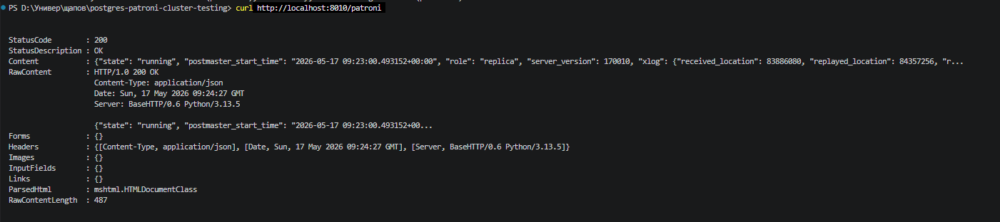 PS D:\Универ\щапов\postgres-patroni-cluster-testing> curl http://localhost:8010/patroni
StatusCode : 200
StatusDescription : OK
Content : {"state": "running", "postmaster_start_time": "2026-05-17 09:23:00.493152+00:00", "role": "replica", "server_version": 170010, "xlog": {"received_location": 83886080, "replayed_location": 84357256, "r...
RawContent : HTTP/1.0 200 OK
Content-Type: application/json
Date: Sun, 17 May 2026 09:24:27 GMT
Server: BaseHTTP/0.6 Python/3.13.5
{"state": "running", "postmaster_start_time": "2026-05-17 09:23:00.493152+00...
Forms : {}
Headers : {[Content-Type, application/json], [Date, Sun, 17 May 2026 09:24:27 GMT], [Server, BaseHTTP/0.6 Python/3.13.5]}
Images : {}
InputFields : {}
Links : {}
ParsedHtml : mshtml.HTMLDocumentClass
RawContentLength : 487